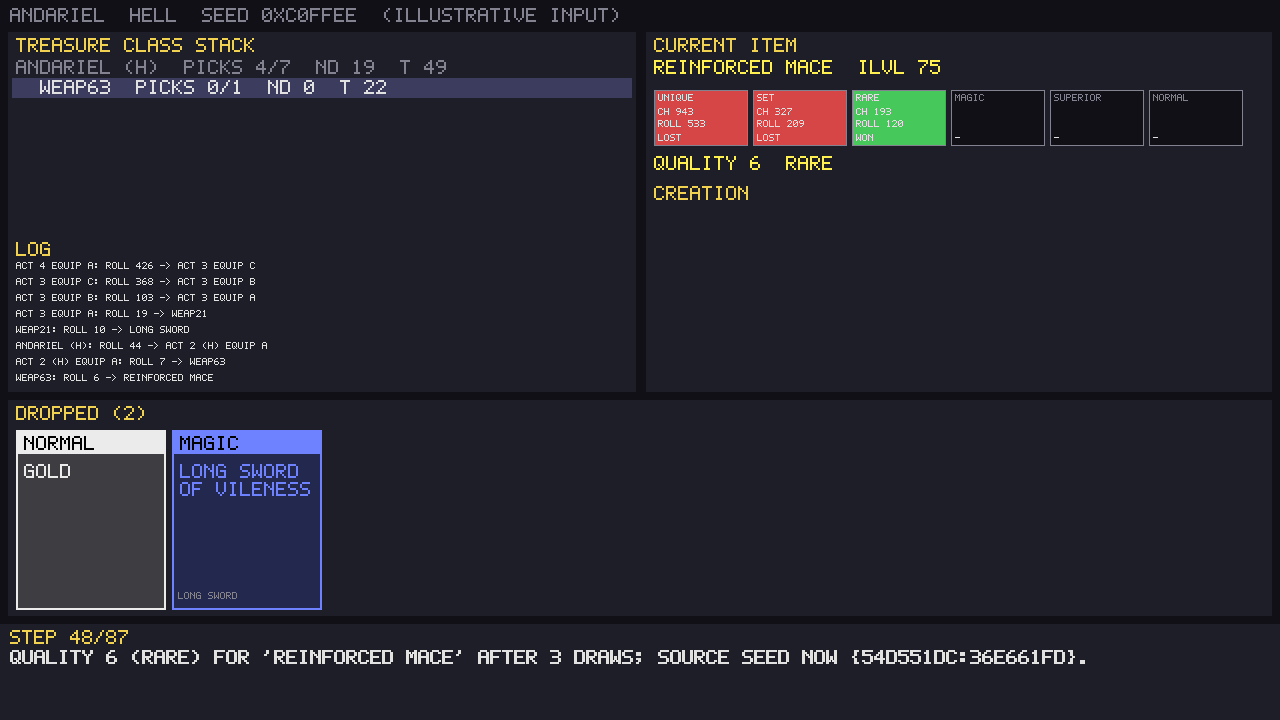 ANDARIEL HELL SEED 0XC0FFEE (ILLUSTRATIVE INPUT)
TREASURE CLASS STACK
ANDARIEL (H) PICKS 4/7 ND 19 T 49
WEAP63 PICKS 0/1 ND 0 T 22
LOG
ACT 4 EQUIP A: ROLL 426 -> ACT 3 EQUIP C
ACT 3 EQUIP C: ROLL 368 -> ACT 3 EQUIP B
ACT 3 EQUIP B: ROLL 103 -> ACT 3 EQUIP A
ACT 3 EQUIP A: ROLL 19 -> WEAP21
WEAP21: ROLL 10 -> LONG SWORD
ANDARIEL (H): ROLL 44 -> ACT 2 (H) EQUIP A
ACT 2 (H) EQUIP A: ROLL 7 -> WEAP63
WEAP63: ROLL 6 -> REINFORCED MACE
CURRENT ITEM
REINFORCED MACE ILVL 75
UNIQUE
CH 943
ROLL 533
LOST
SET
CH 327
ROLL 209
LOST
RARE
CH 193
ROLL 120
WON
MAGIC
-
SUPERIOR
-
NORMAL
-
QUALITY 6 RARE
CREATION
DROPPED (2)
NORMAL
GOLD
MAGIC
LONG SWORD
OF VILENESS
LONG SWORD
STEP 48/87
QUALITY 6 (RARE) FOR 'REINFORCED MACE' AFTER 3 DRAWS; SOURCE SEED NOW {54D551DC:36E661FD}.